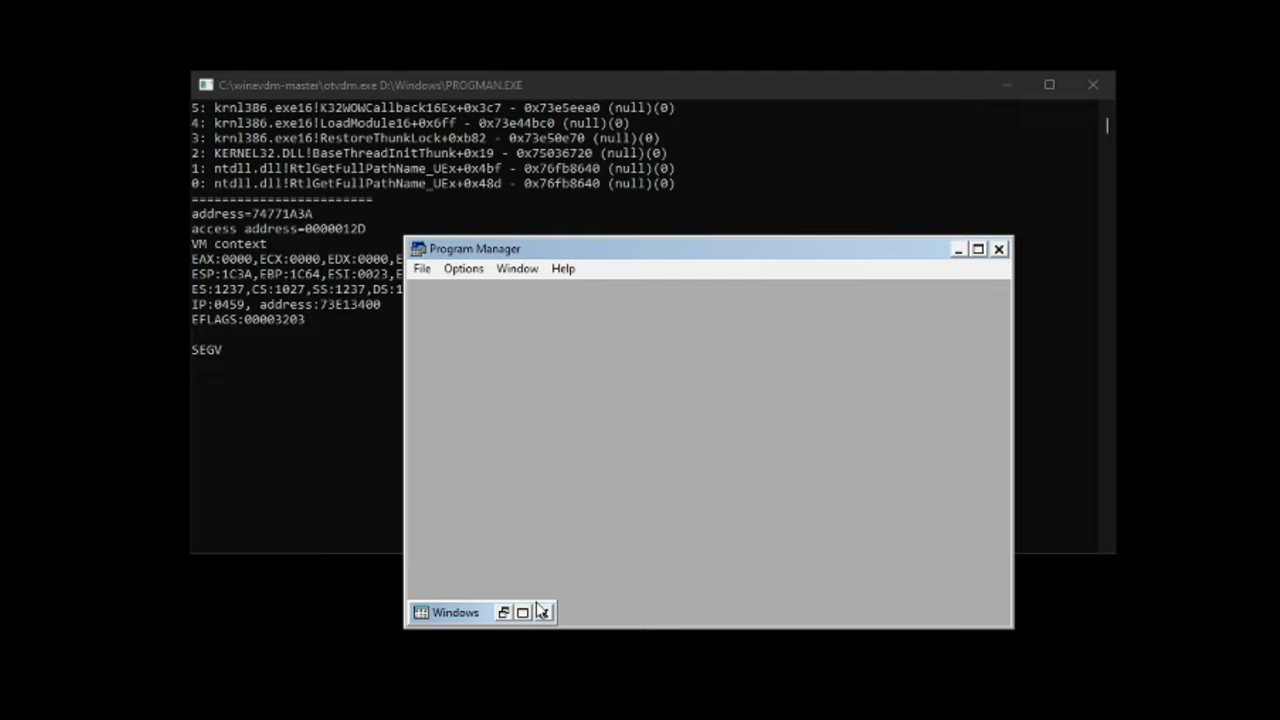 C:\winevdm-master\otvdm.exe D:\Windows\PROGMAN.EXE
5: krnl386.exe16!K32WOWCallback16Ex+0x3c7 - 0x73e5eea0 (null)(0)
4: krnl386.exe16!LoadModule16+0x6ff - 0x73e44bc0 (null)(0)
3: krnl386.exe16!RestoreThunkLock+0xb82 - 0x73e50e70 (null)(0)
2: KERNEL32.DLL!BaseThreadInitThunk+0x19 - 0x75036720 (null)(0)
1: ntdll.dll!RtlGetFullPathName_UEx+0x4bf - 0x76fb8640 (null)(0)
0: ntdll.dll!RtlGetFullPathName_UEx+0x48d - 0x76fb8640 (null)(0)
========================
address=74771A3A
access address=0000012D
VM context
EAX:0000,ECX:0000,EDX:0000,E
ESP:1C3A,EBP:1C64,ESI:0023,E
ES:1237,CS:1027,SS:1237,DS:1
IP:0459, address:73E13400
EFLAGS:00003203
SEGV
Program Manager
File Options Window Help
Windows